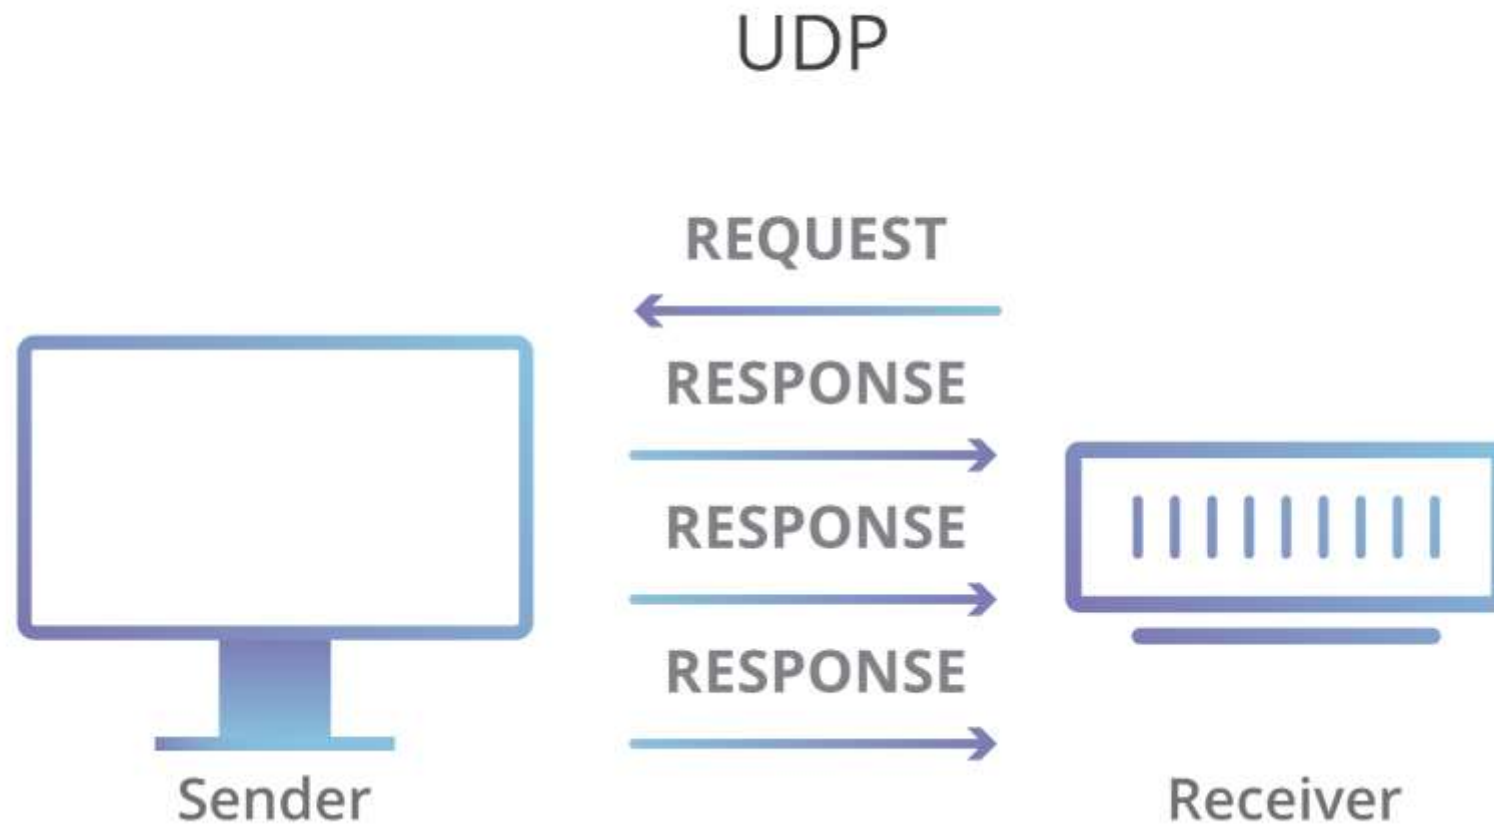 UDP
REQUEST
RESPONSE
RESPONSE
RESPONSE
Sender
Receiver